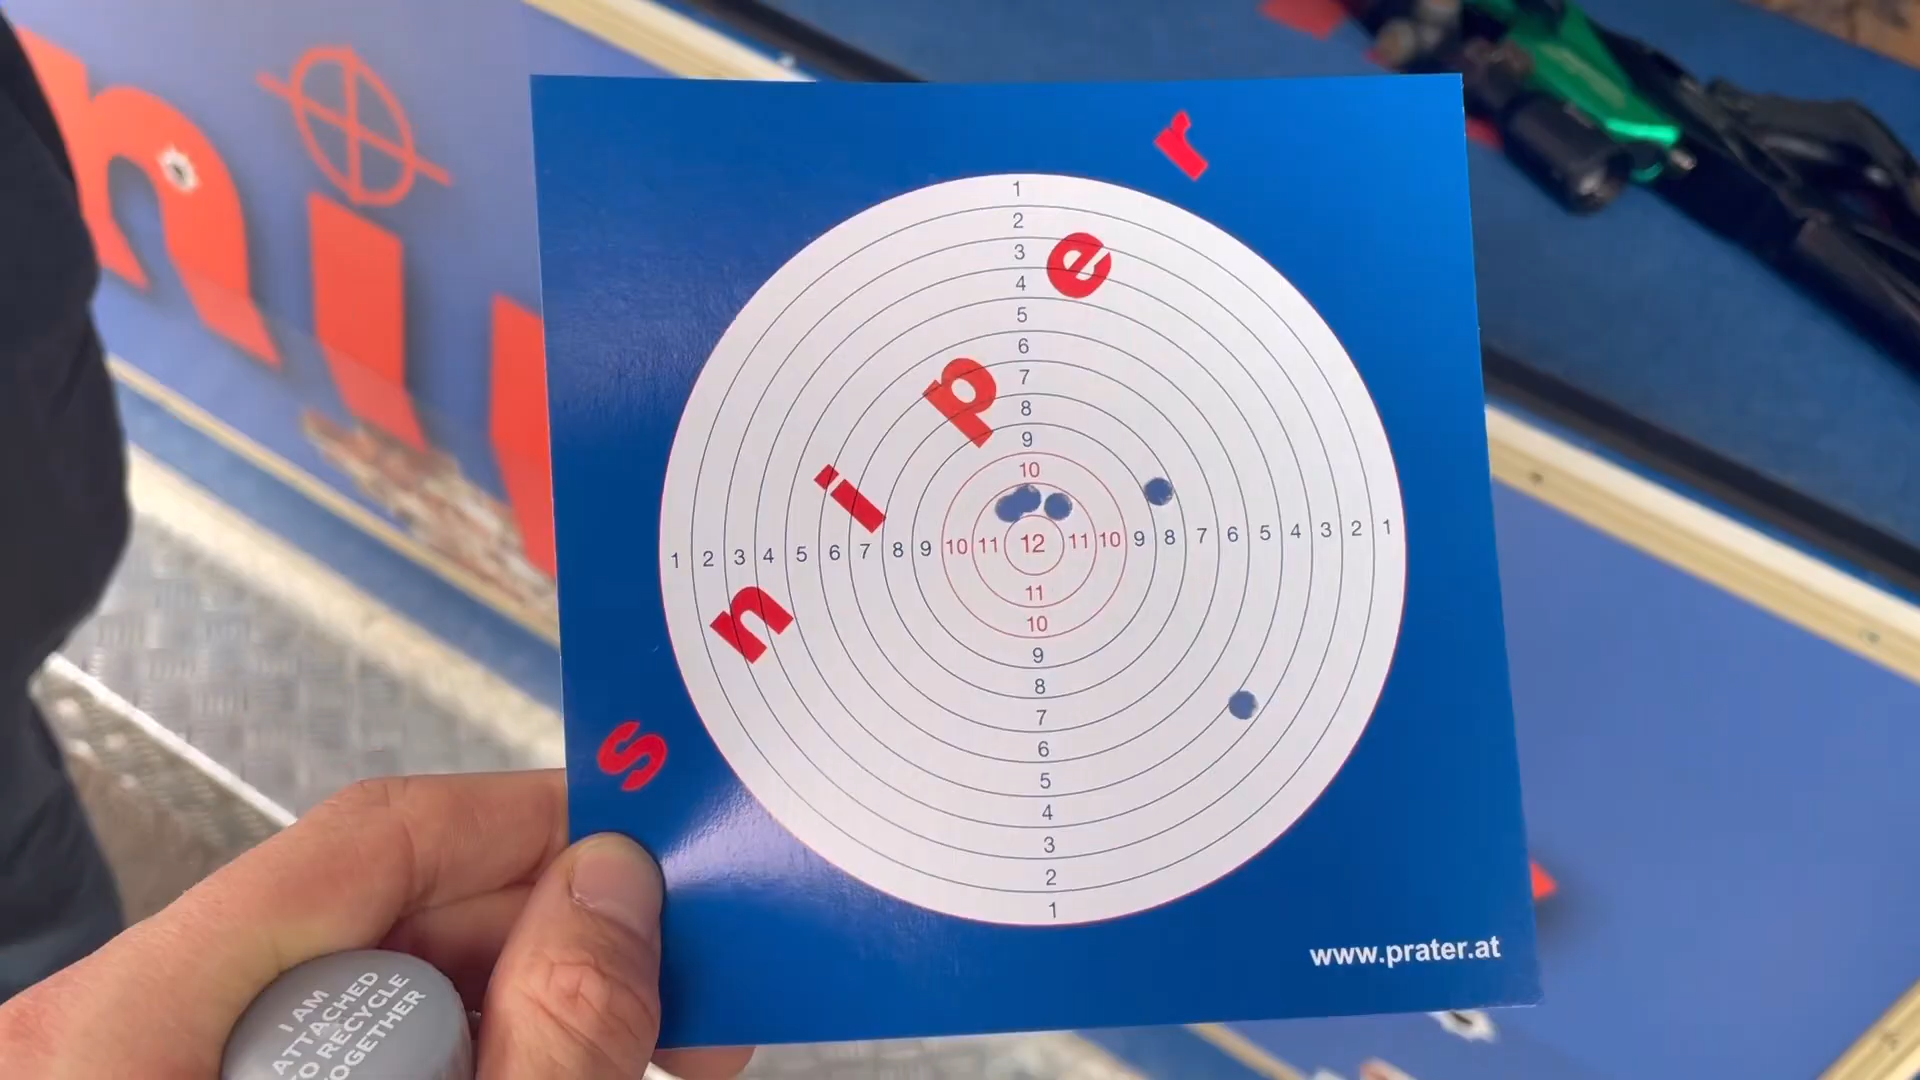 r
e
p
i
n
s
1
2
3
4
5
6
7
8
9
10
1 2 3 4 5 6 7 8 9 10 11 12 11 10 9 8 7 6 5 4 3 2 1
11
10
9
8
7
6
5
4
3
2
1
www.prater.at
I AM
ATTACHED
TO RECYCLE
TOGETHER
ni